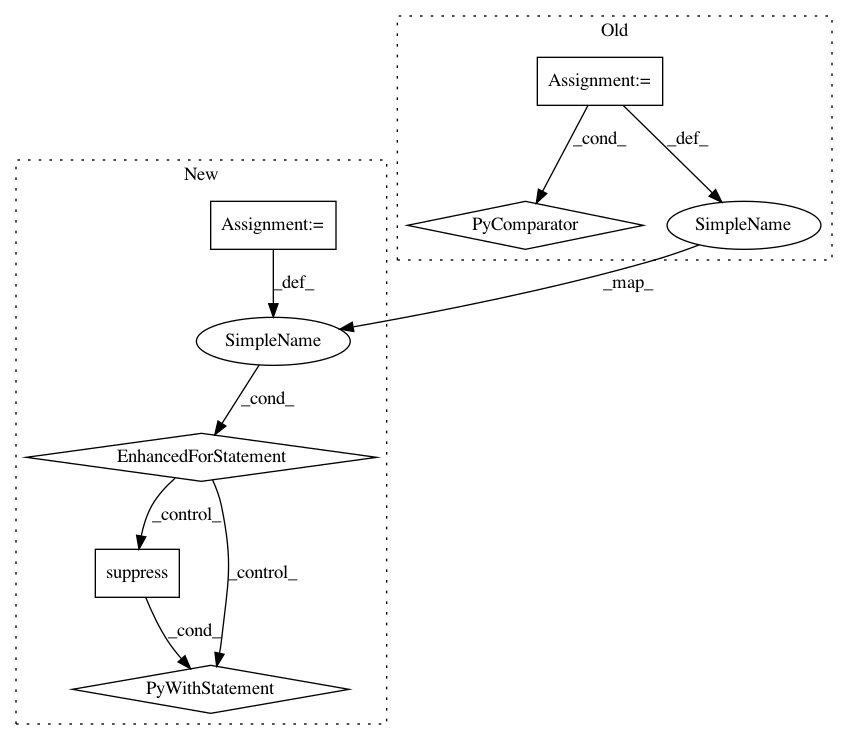 Old
Assignment:=
_cond_
_def_
New
Assignment:=
PyComparator
SimpleName
_def_
_map_
SimpleName
_cond_
EnhancedForStatement
_control_
suppress
_control_
_cond_
PyWithStatement